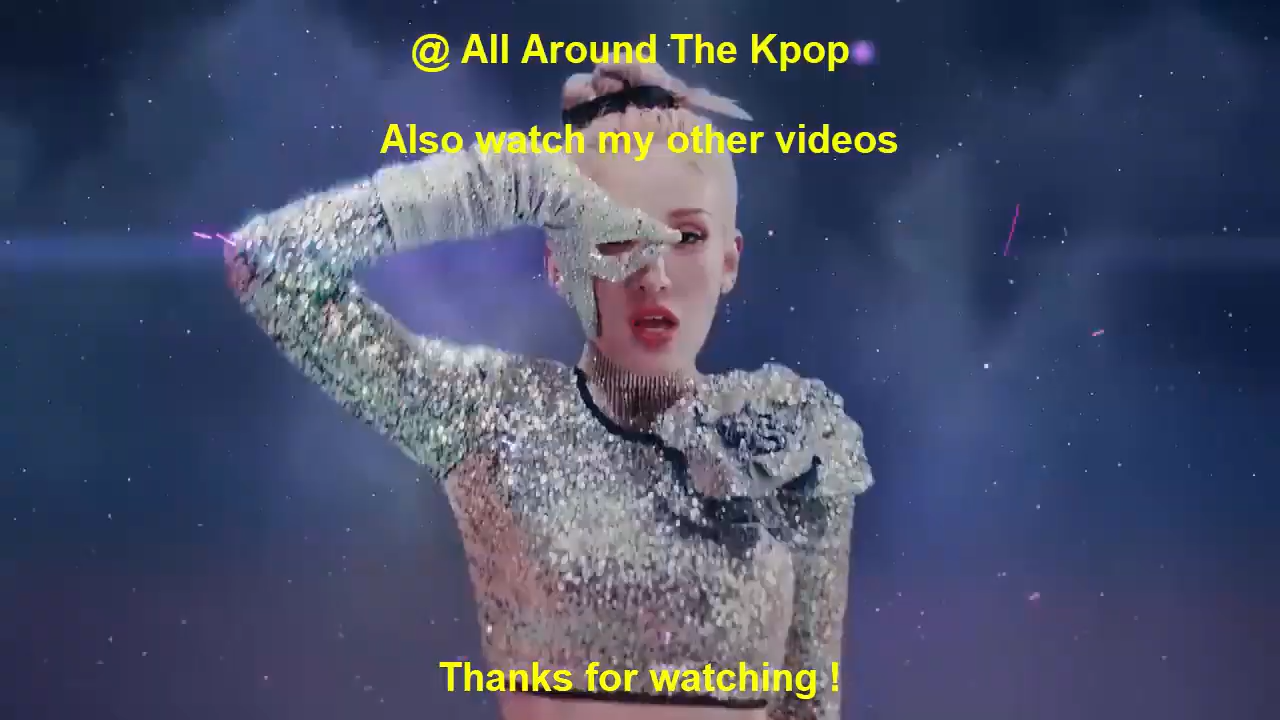 @ All Around The Kpop
Also watch my other videos
Thanks for watching !